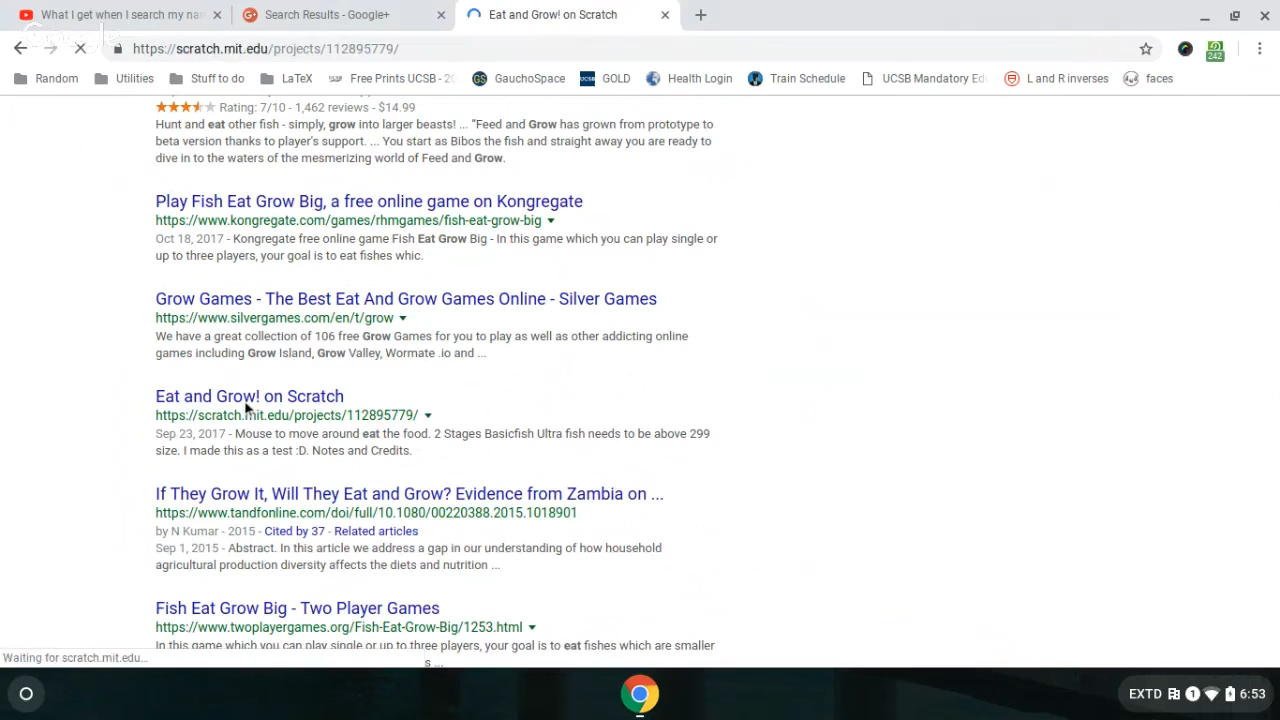 What I get when I search my nan
Search Results - Google+
Eat and Grow! on Scratch
Google
https://scratch.mit.edu/projects/112895779/
242
Random
Utilities
Stuff to do
LaTeX
Free Prints UCSB - 20
GauchoSpace
GOLD
Health Login
Train Schedule
UCSB Mandatory Ed
L and R inverses
faces
Rating: 7/10 - 1,462 reviews - $14.99
Hunt and eat other fish - simply, grow into larger beasts! ... "Feed and Grow has grown from prototype to
beta version thanks to player's support. ... You start as Bibos the fish and straight away you are ready to
dive in to the waters of the mesmerizing world of Feed and Grow.
Play Fish Eat Grow Big, a free online game on Kongregate
https://www.kongregate.com/games/rhmgames/fish-eat-grow-big
Oct 18, 2017 - Kongregate free online game Fish Eat Grow Big - In this game which you can play single or
up to three players, your goal is to eat fishes whic.
Grow Games - The Best Eat And Grow Games Online - Silver Games
https://www.silvergames.com/en/t/grow
We have a great collection of 106 free Grow Games for you to play as well as other addicting online
games including Grow Island, Grow Valley, Wormate .io and ...
Eat and Grow! on Scratch
https://scratch.mit.edu/projects/112895779/
Sep 23, 2017 - Mouse to move around eat the food. 2 Stages Basicfish Ultra fish needs to be above 299
size. I made this as a test :D. Notes and Credits.
If They Grow It, Will They Eat and Grow? Evidence from Zambia on ...
https://www.tandfonline.com/doi/full/10.1080/00220388.2015.1018901
by N Kumar - 2015 - Cited by 37 - Related articles
Sep 1, 2015 - Abstract. In this article we address a gap in our understanding of how household
agricultural production diversity affects the diets and nutrition ...
Fish Eat Grow Big - Two Player Games
https://www.twoplayergames.org/Fish-Eat-Grow-Big/1253.html
In this game which you can play single or up to three players, your goal is to eat fishes which are smaller
s ...
Waiting for scratch.mit.edu...
EXTD
1
6:53